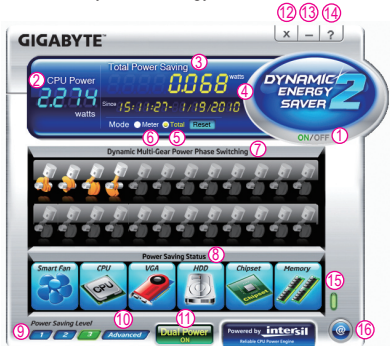 12 13 14
X – ?
GIGABYTE™
2 CPU Power
2.274
watts
Total Power Saving 3
0.068 watts
4
Since 15:11:27- 1/19/2010
Mode Meter Total Reset
6 5
DYNAMIC
ENERGY
SAVER 2
ON/OFF 1
Dynamic Multi-Gear Power Phase Switching 7
Power Saving Status 8
Smart Fan CPU VGA HDD Chipset Memory
Chipset
15
Power Saving Level 10 11
9 1 2 3 Advanced
Dual Power
ON
Powered by intersil
Reliable CPU Power Engine
@ 16